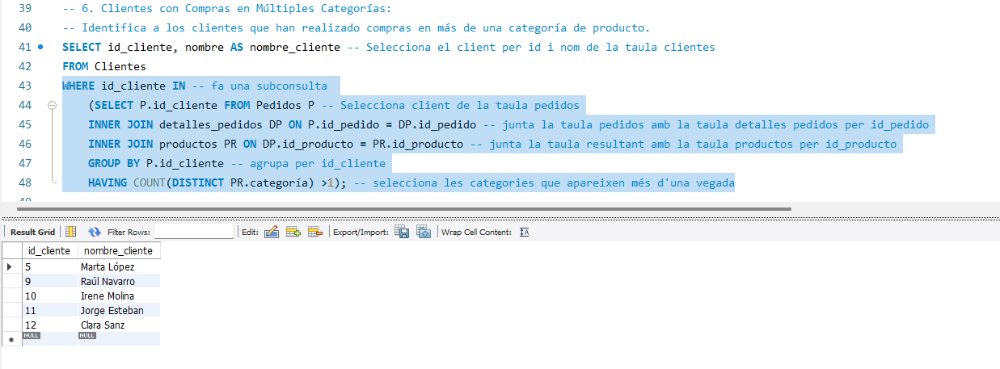 39 -- 6. Clientes con Compras en Múltiples Categorías:
40 -- Identifica a los clientes que han realizado compras en más de una categoría de producto.
41 SELECT id_cliente, nombre AS nombre_cliente -- Selecciona el client per id i nom de la taula clientes
42 FROM Clientes
43 WHERE id_cliente IN -- fa una subconsulta
44 (SELECT P.id_cliente FROM Pedidos P -- Selecciona client de la taula pedidos
45 INNER JOIN detalles_pedidos DP ON P.id_pedido = DP.id_pedido -- junta la taula pedidos amb la taula detalles pedidos per id_pedido
46 INNER JOIN productos PR ON DP.id_producto = PR.id_producto -- junta la taula resultant amb la taula productos per id_producto
47 GROUP BY P.id_cliente -- agrupa per id_cliente
48 HAVING COUNT(DISTINCT PR.categoría) >1); -- selecciona les categories que apareixen més d'una vegada
Result Grid Filter Rows: Edit: Export/Import: Wrap Cell Content: IA
id_cliente nombre_cliente
5 Marta López
9 Raúl Navarro
10 Irene Molina
11 Jorge Esteban
12 Clara Sanz
NULL NULL